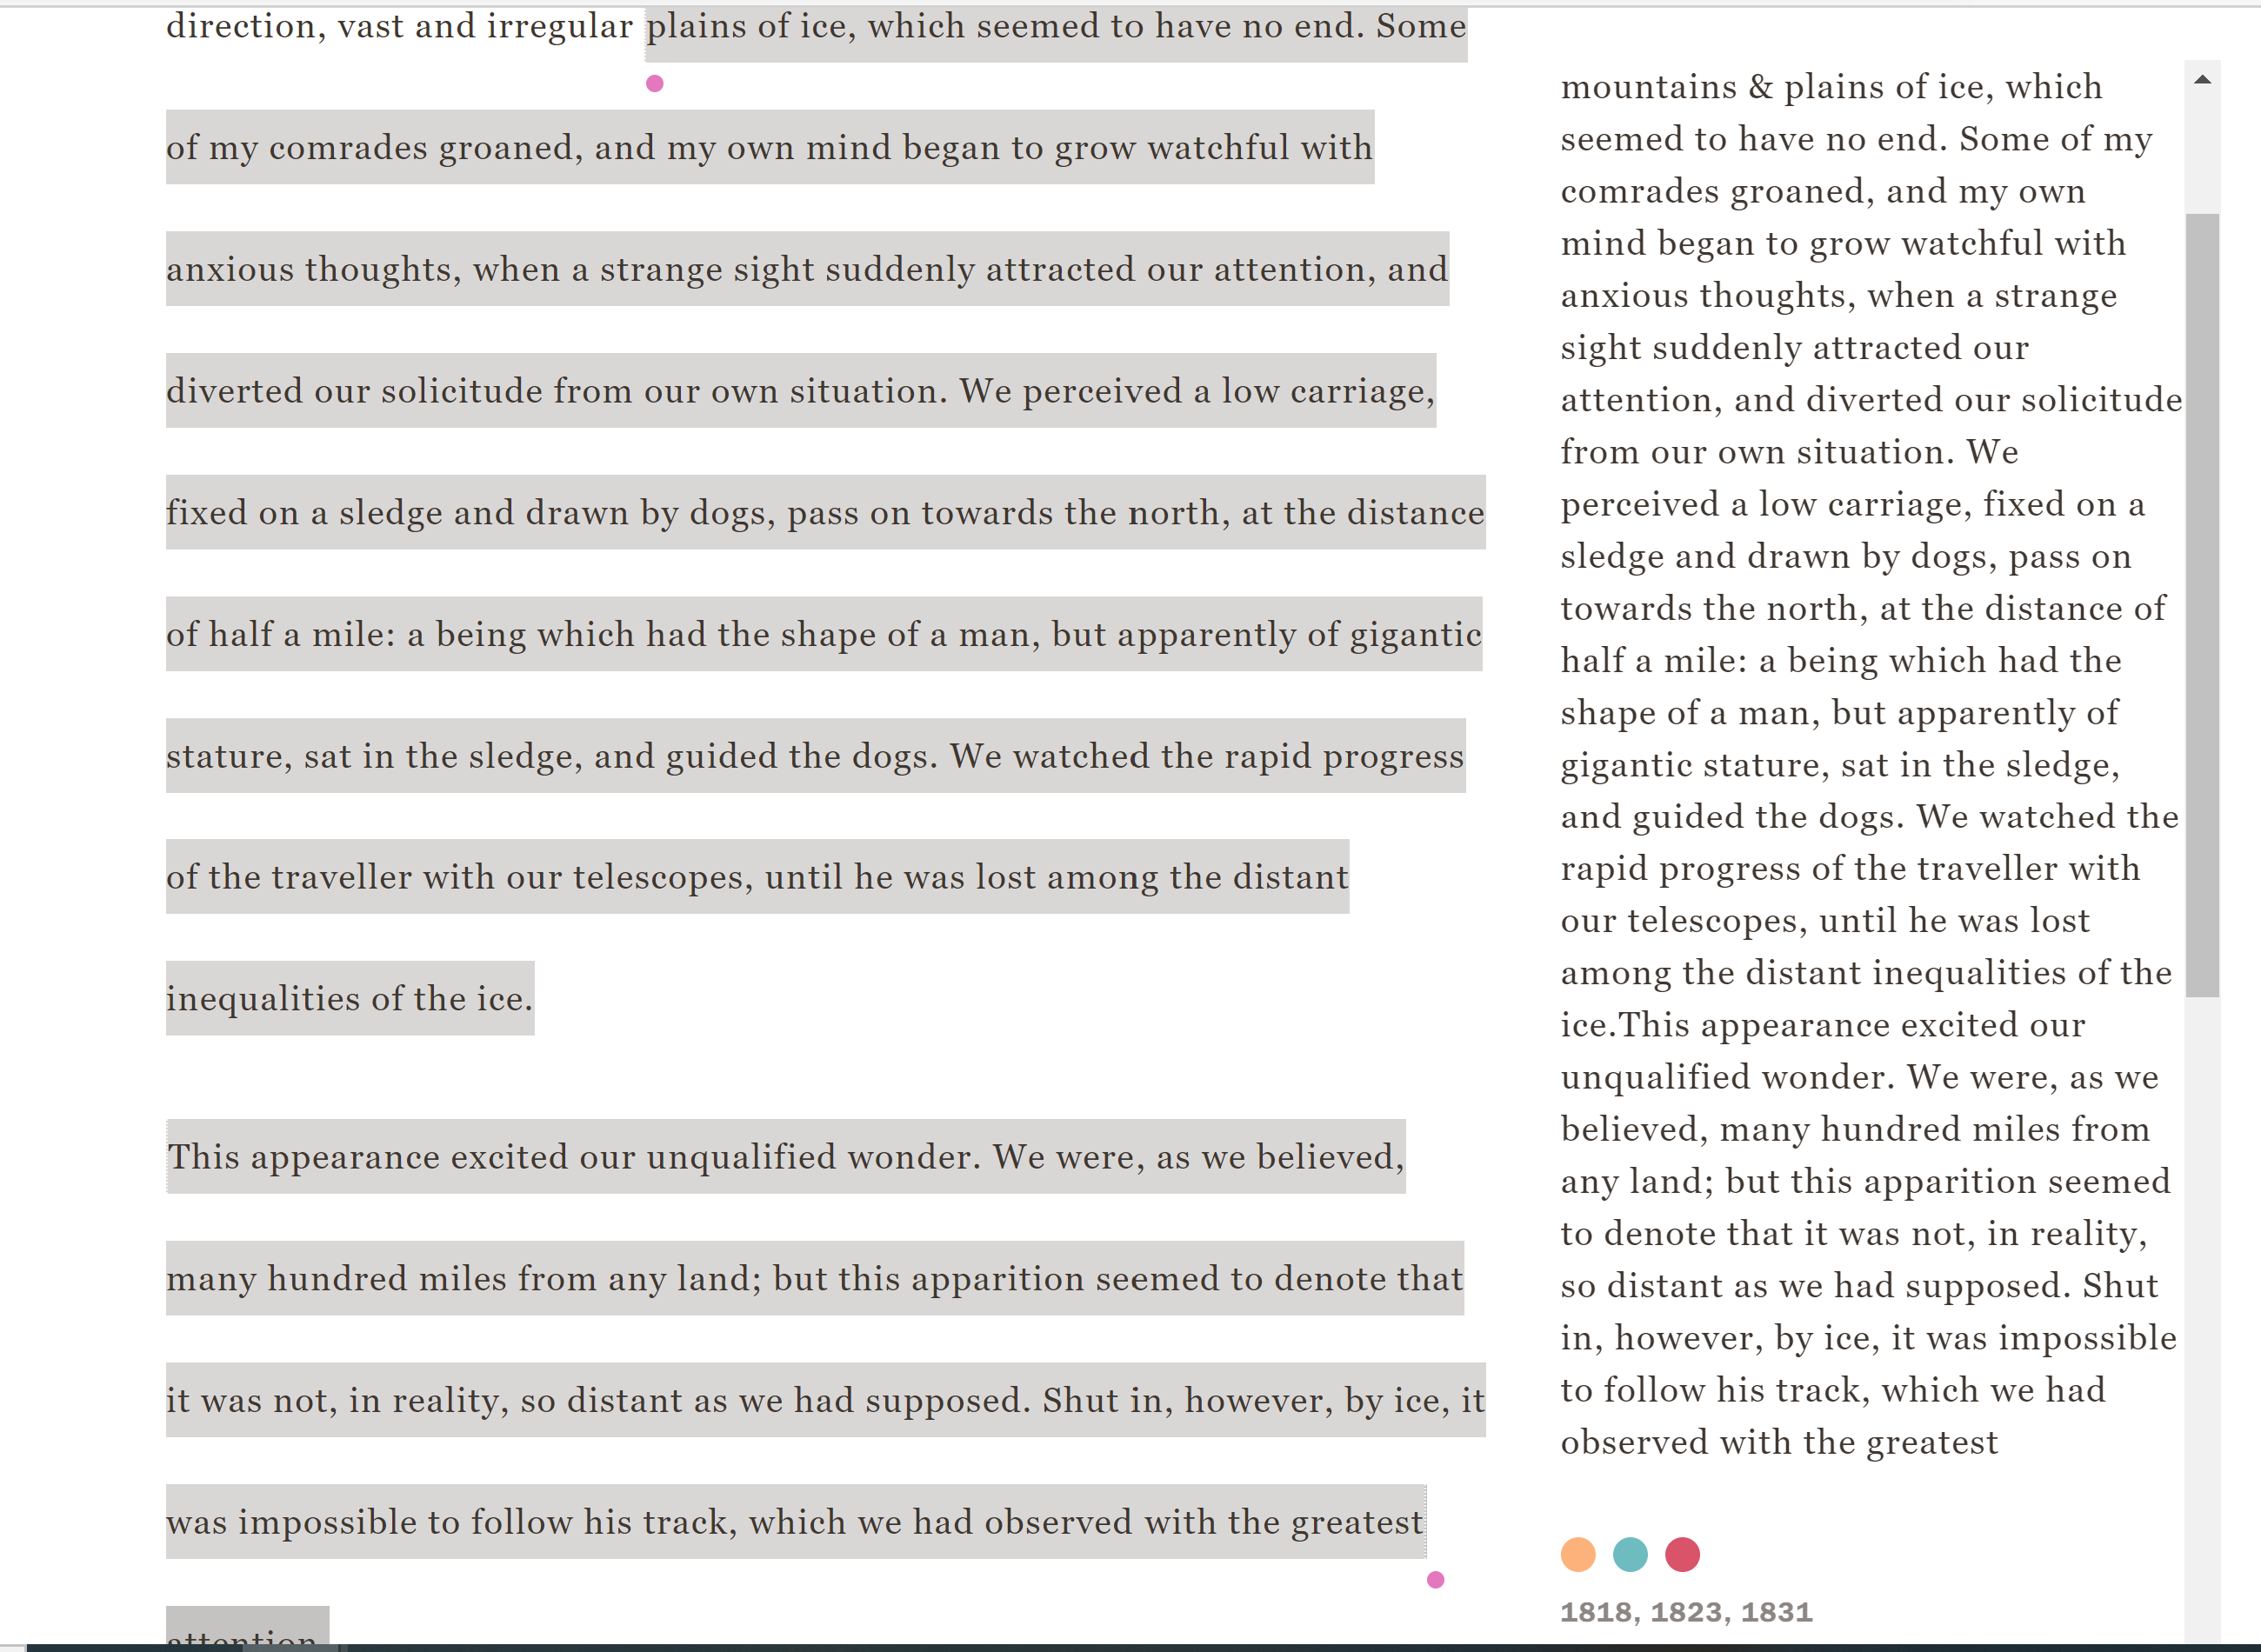 direction, vast and irregular plains of ice, which seemed to have no end. Some
of my comrades groaned, and my own mind began to grow watchful with
anxious thoughts, when a strange sight suddenly attracted our attention, and
diverted our solicitude from our own situation. We perceived a low carriage,
fixed on a sledge and drawn by dogs, pass on towards the north, at the distance
of half a mile: a being which had the shape of a man, but apparently of gigantic
stature, sat in the sledge, and guided the dogs. We watched the rapid progress
of the traveller with our telescopes, until he was lost among the distant
inequalities of the ice.
This appearance excited our unqualified wonder. We were, as we believed,
many hundred miles from any land; but this apparition seemed to denote that
it was not, in reality, so distant as we had supposed. Shut in, however, by ice, it
was impossible to follow his track, which we had observed with the greatest
attention.
mountains & plains of ice, which
seemed to have no end. Some of my
comrades groaned, and my own
mind began to grow watchful with
anxious thoughts, when a strange
sight suddenly attracted our
attention, and diverted our solicitude
from our own situation. We
perceived a low carriage, fixed on a
sledge and drawn by dogs, pass on
towards the north, at the distance of
half a mile: a being which had the
shape of a man, but apparently of
gigantic stature, sat in the sledge,
and guided the dogs. We watched the
rapid progress of the traveller with
our telescopes, until he was lost
among the distant inequalities of the
ice.This appearance excited our
unqualified wonder. We were, as we
believed, many hundred miles from
any land; but this apparition seemed
to denote that it was not, in reality,
so distant as we had supposed. Shut
in, however, by ice, it was impossible
to follow his track, which we had
observed with the greatest
1818, 1823, 1831